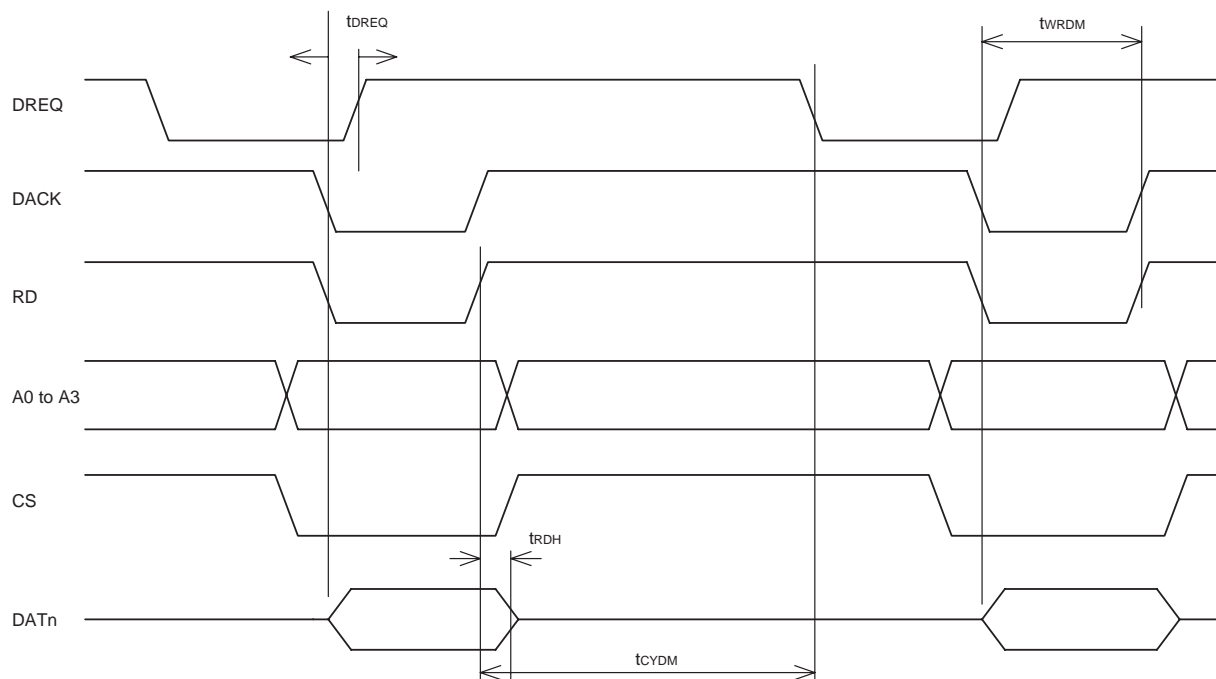 tDREQ
tWRDM
DREQ
DACK
RD
A0 to A3
CS
tRDH
DATn
tCYDM